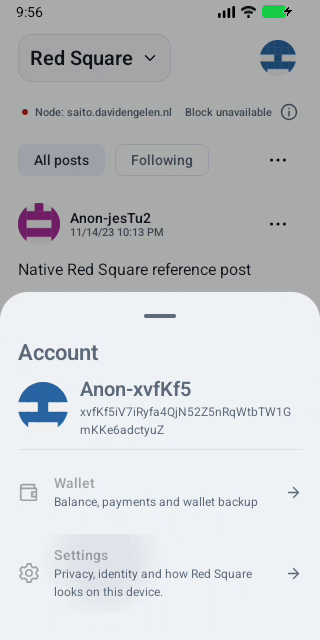 9:56
Red Square
Node: saito.davidengelen.nl Block unavailable
All posts Following
Anon-jesTu2
11/14/23 10:13 PM
Native Red Square reference post
Account
Anon-xvfKf5
xvfKf5iV7iRyfa4QjN52Z5nRqWtbTW1G
mKKe6adctyuZ
Wallet
Balance, payments and wallet backup
Settings
Privacy, identity and how Red Square
looks on this device.